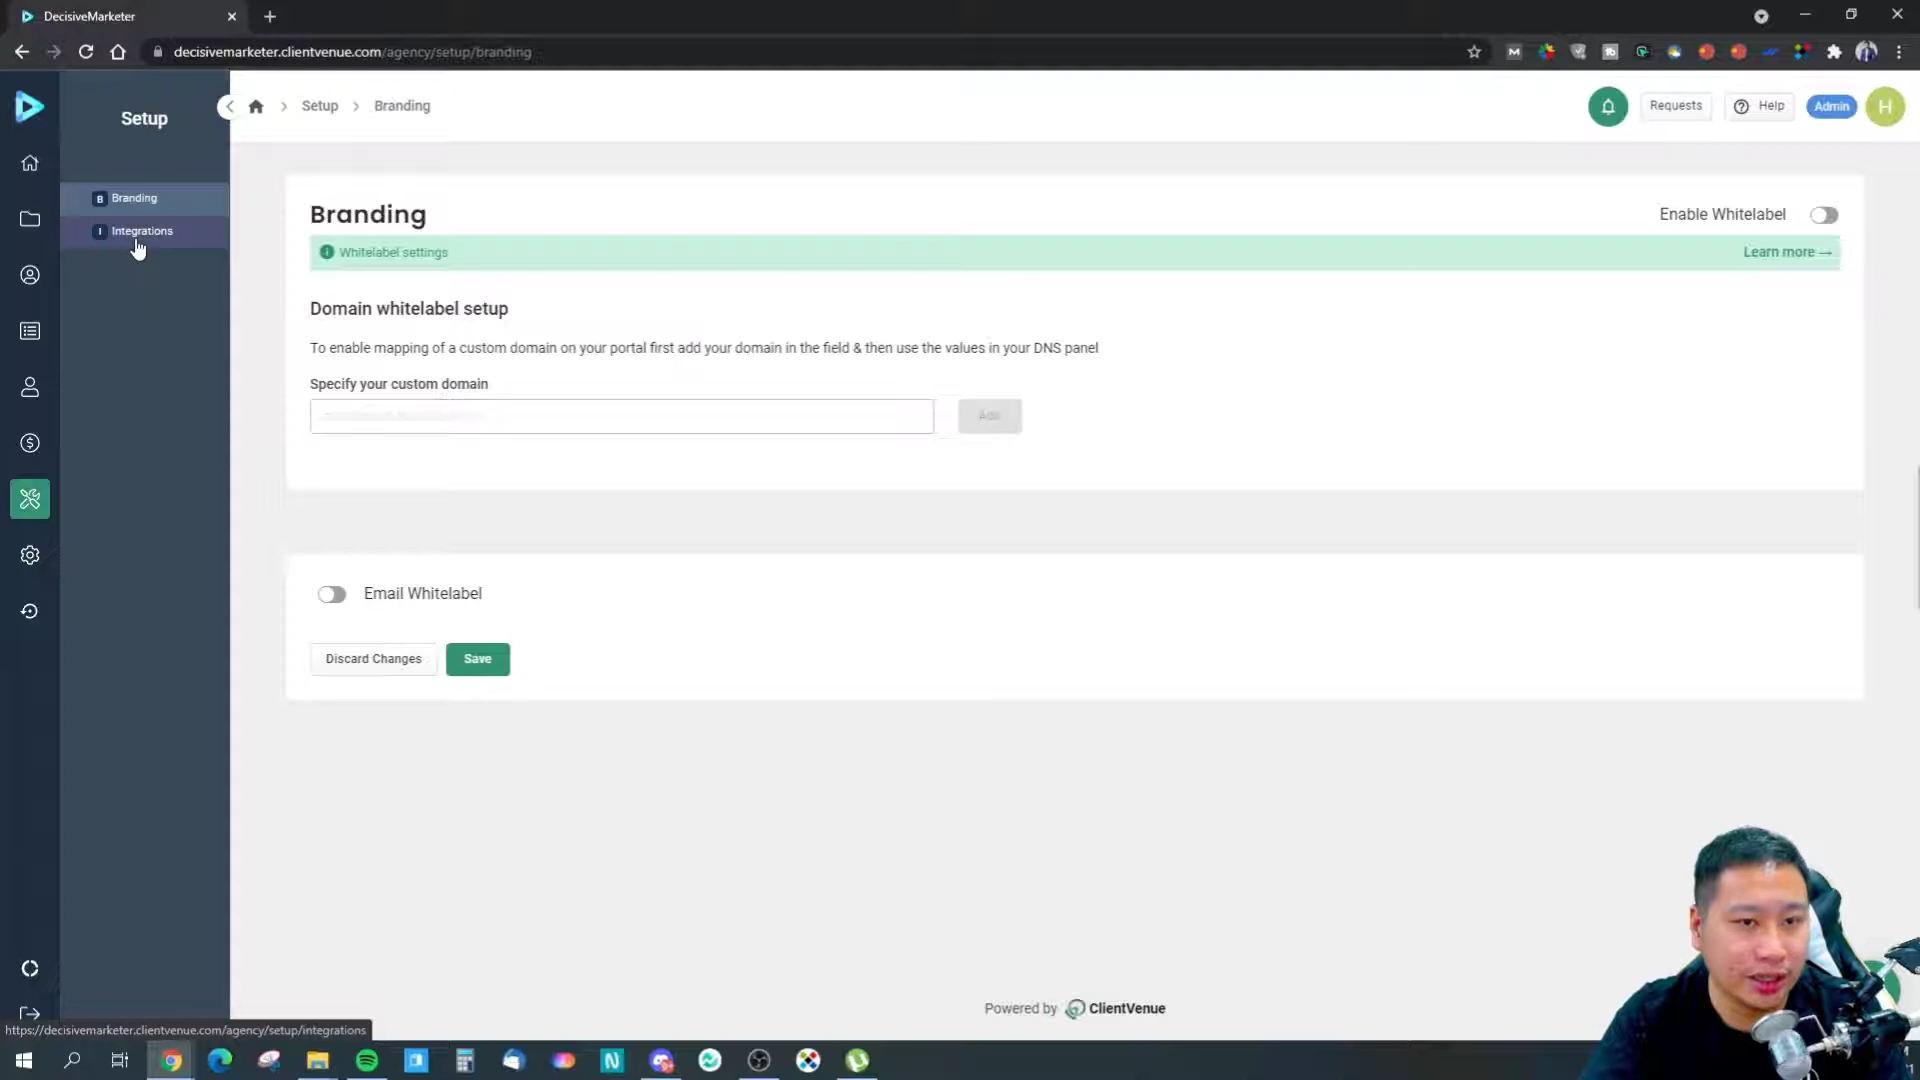 DecisiveMarketer
decisivemarketer.clientvenue.com/agency/setup/branding
Setup
Setup
Branding
Requests
Help
Admin
H
B Branding
I Integrations
Branding
Enable Whitelabel
Whitelabel settings
Learn more →
Domain whitelabel setup
To enable mapping of a custom domain on your portal first add your domain in the field & then use the values in your DNS panel
Specify your custom domain
Add
Email Whitelabel
Discard Changes
Save
Powered by ClientVenue
https://decisivemarketer.clientvenue.com/agency/setup/integrations